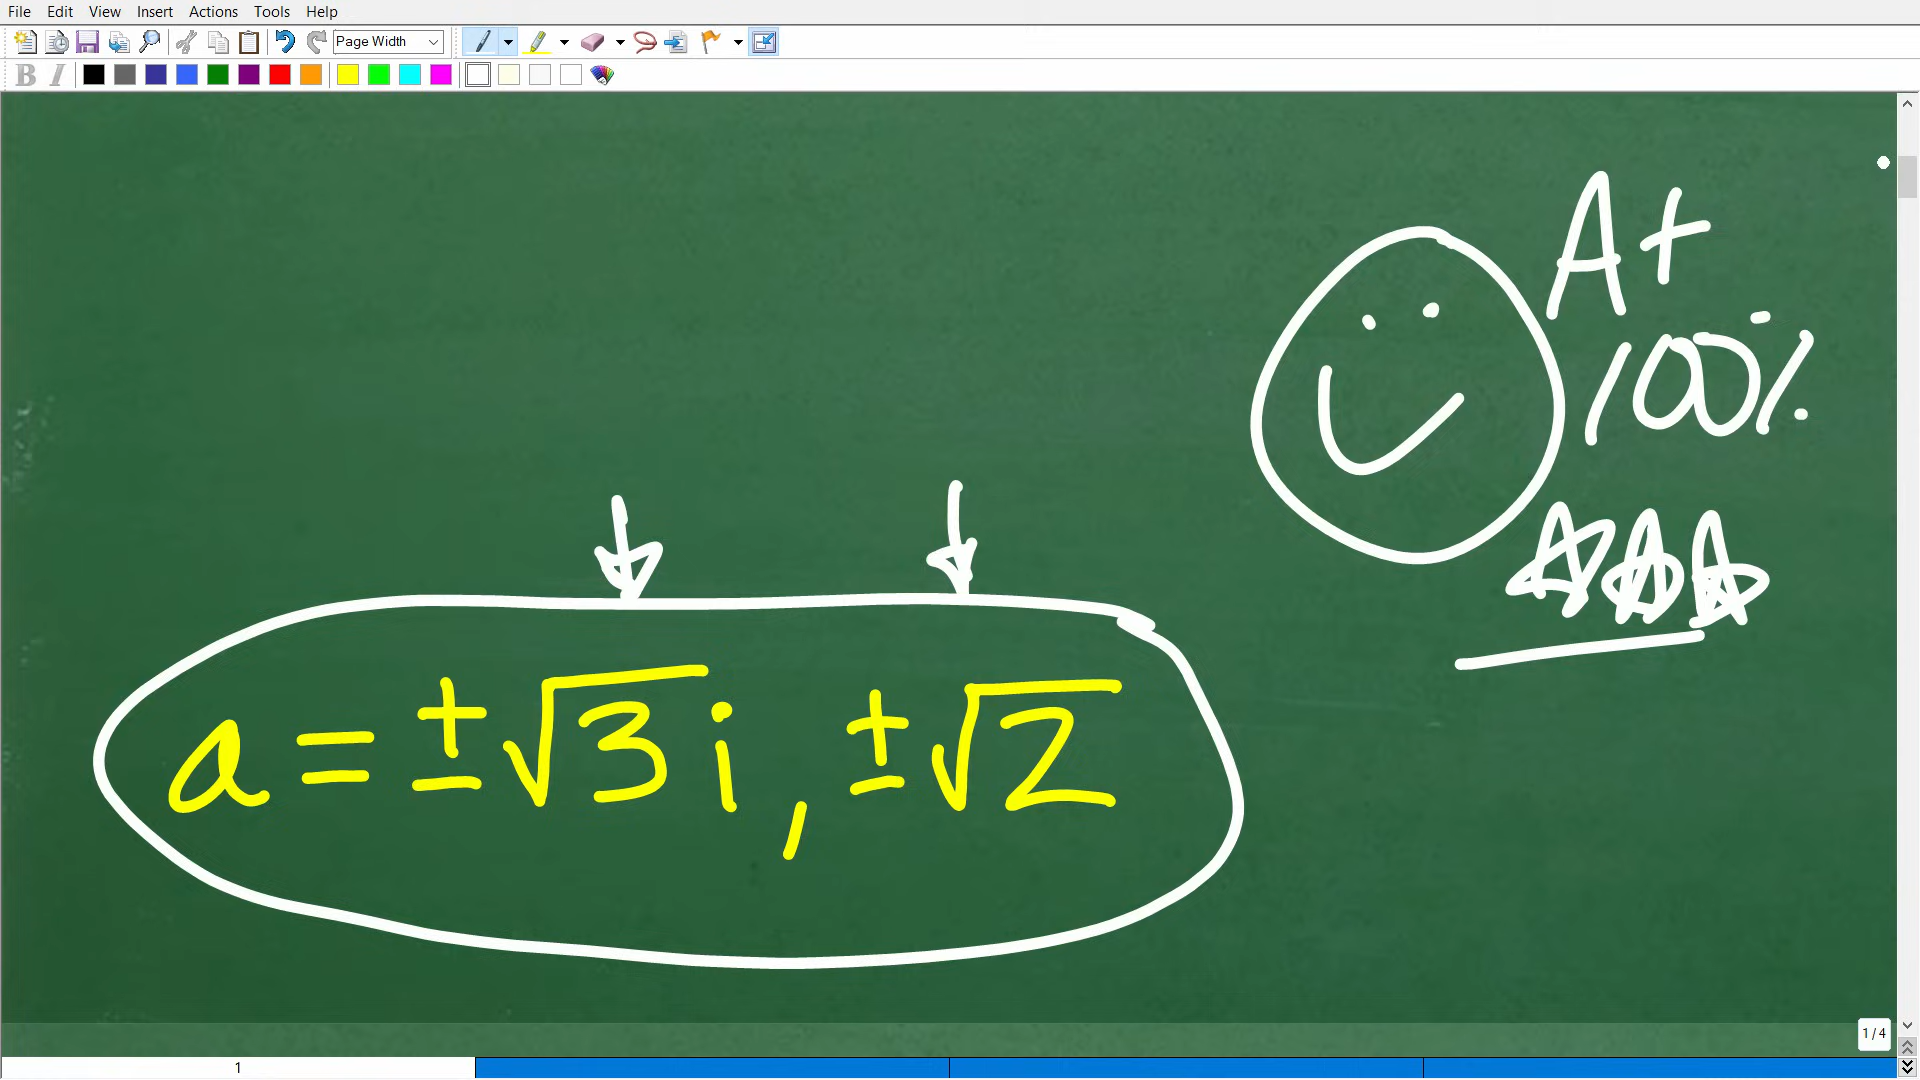 File Edit View Insert Actions Tools Help
Page Width
B I
A+
100%
a = ±√3 i, ±√2
1 / 4
1